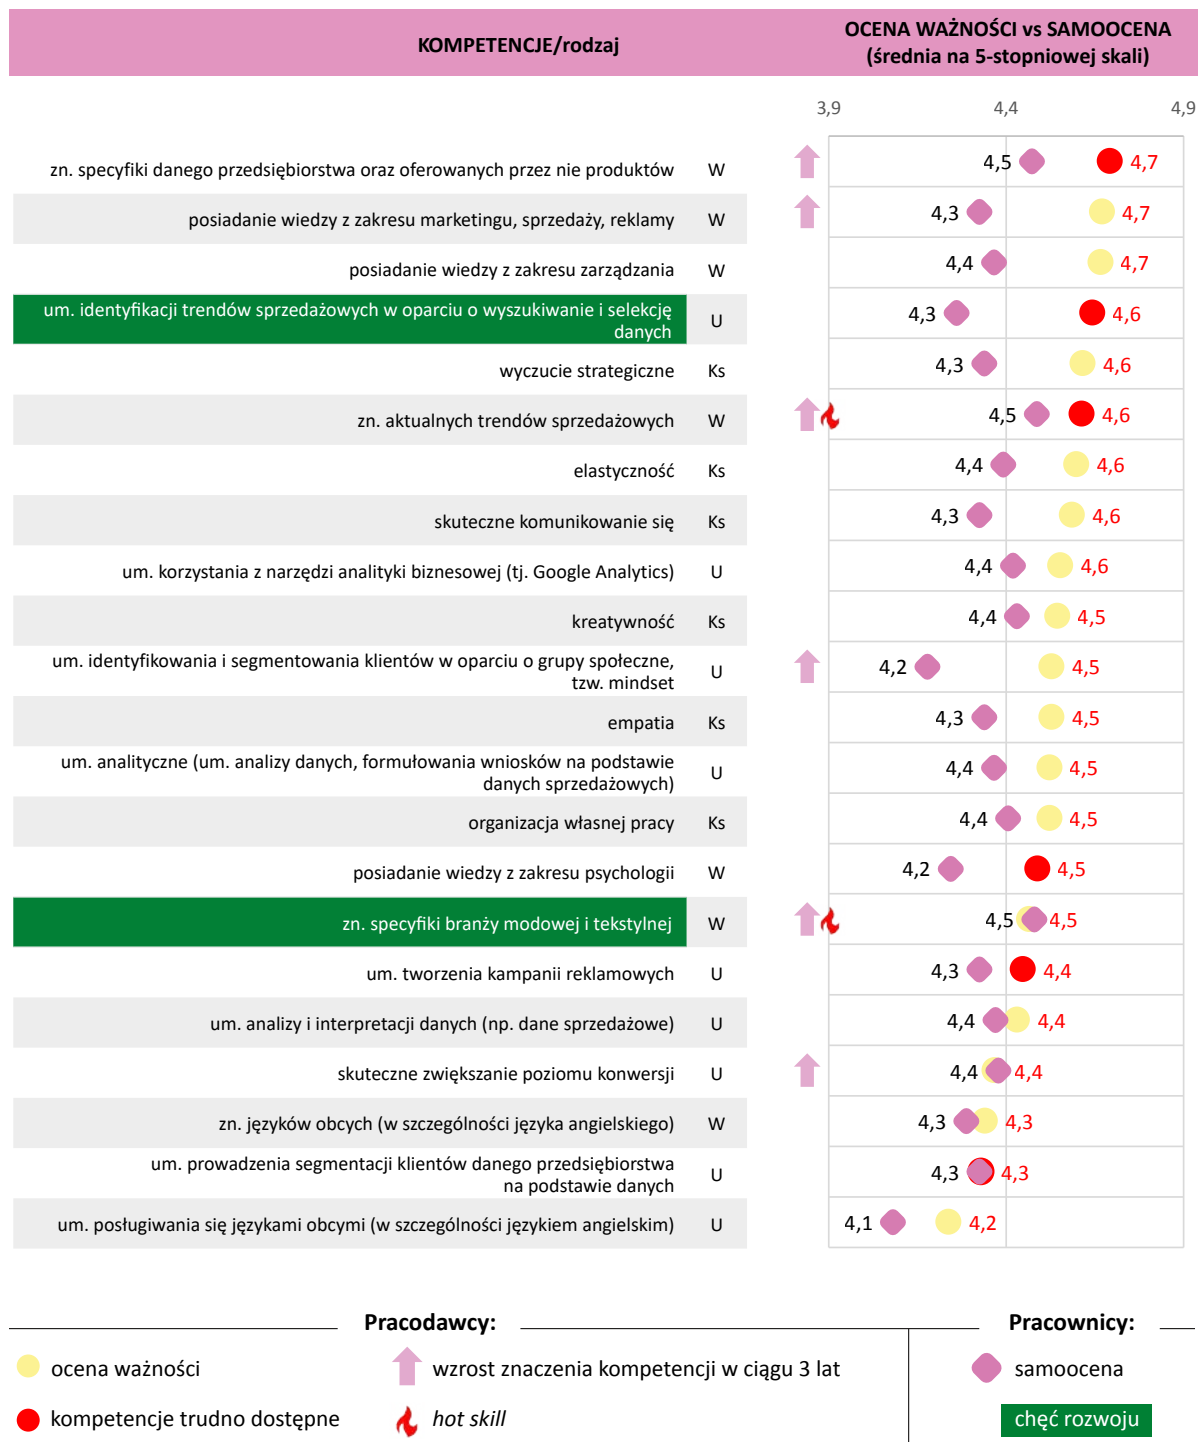 KOMPETENCJE/rodzaj
OCENA WAŻNOŚCI vs SAMOOCENA
(średnia na 5-stopniowej skali)
3,9 4,4 4,9
zn. specyfiki danego przedsiębiorstwa oraz oferowanych przez nie produktów W 4,5 4,7
posiadanie wiedzy z zakresu marketingu, sprzedaży, reklamy W 4,3 4,7
posiadanie wiedzy z zakresu zarządzania W 4,4 4,7
um. identyfikacji trendów sprzedażowych w oparciu o wyszukiwanie i selekcję
danych U 4,3 4,6
wyczucie strategiczne Ks 4,3 4,6
zn. aktualnych trendów sprzedażowych W 4,5 4,6
elastyczność Ks 4,4 4,6
skuteczne komunikowanie się Ks 4,3 4,6
um. korzystania z narzędzi analityki biznesowej (tj. Google Analytics) U 4,4 4,6
kreatywność Ks 4,4 4,5
um. identyfikowania i segmentowania klientów w oparciu o grupy społeczne,
tzw. mindset U 4,2 4,5
empatia Ks 4,3 4,5
um. analityczne (um. analizy danych, formułowania wniosków na podstawie
danych sprzedażowych) U 4,4 4,5
organizacja własnej pracy Ks 4,4 4,5
posiadanie wiedzy z zakresu psychologii W 4,2 4,5
zn. specyfiki branży modowej i tekstylnej W 4,5 4,5
um. tworzenia kampanii reklamowych U 4,3 4,4
um. analizy i interpretacji danych (np. dane sprzedażowe) U 4,4 4,4
skuteczne zwiększanie poziomu konwersji U 4,4 4,4
zn. języków obcych (w szczególności języka angielskiego) W 4,3 4,3
um. prowadzenia segmentacji klientów danego przedsiębiorstwa
na podstawie danych U 4,3 4,3
um. posługiwania się językami obcymi (w szczególności językiem angielskim) U 4,1 4,2
Pracodawcy: Pracownicy:
ocena ważności wzrost znaczenia kompetencji w ciągu 3 lat samoocena
kompetencje trudno dostępne hot skill chęć rozwoju